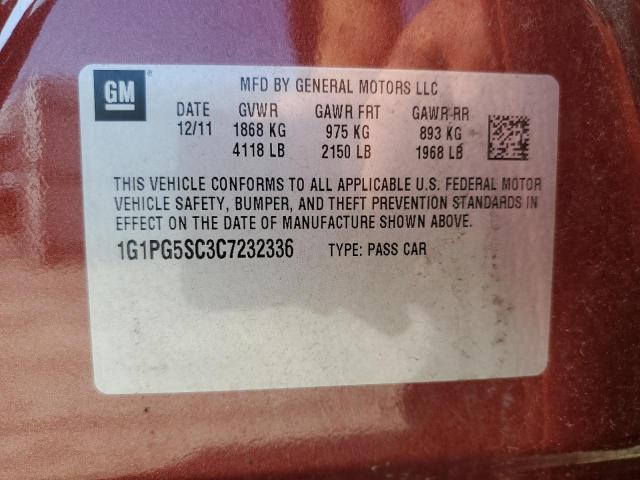 GM
MFD BY GENERAL MOTORS LLC
DATE GVWR GAWR FRT GAWR RR
12/11 1868 KG 975 KG 893 KG
4118 LB 2150 LB 1968 LB
THIS VEHICLE CONFORMS TO ALL APPLICABLE U.S. FEDERAL MOTOR
VEHICLE SAFETY, BUMPER, AND THEFT PREVENTION STANDARDS IN
EFFECT ON THE DATE OF MANUFACTURE SHOWN ABOVE.
1G1PG5SC3C7232336 TYPE: PASS CAR